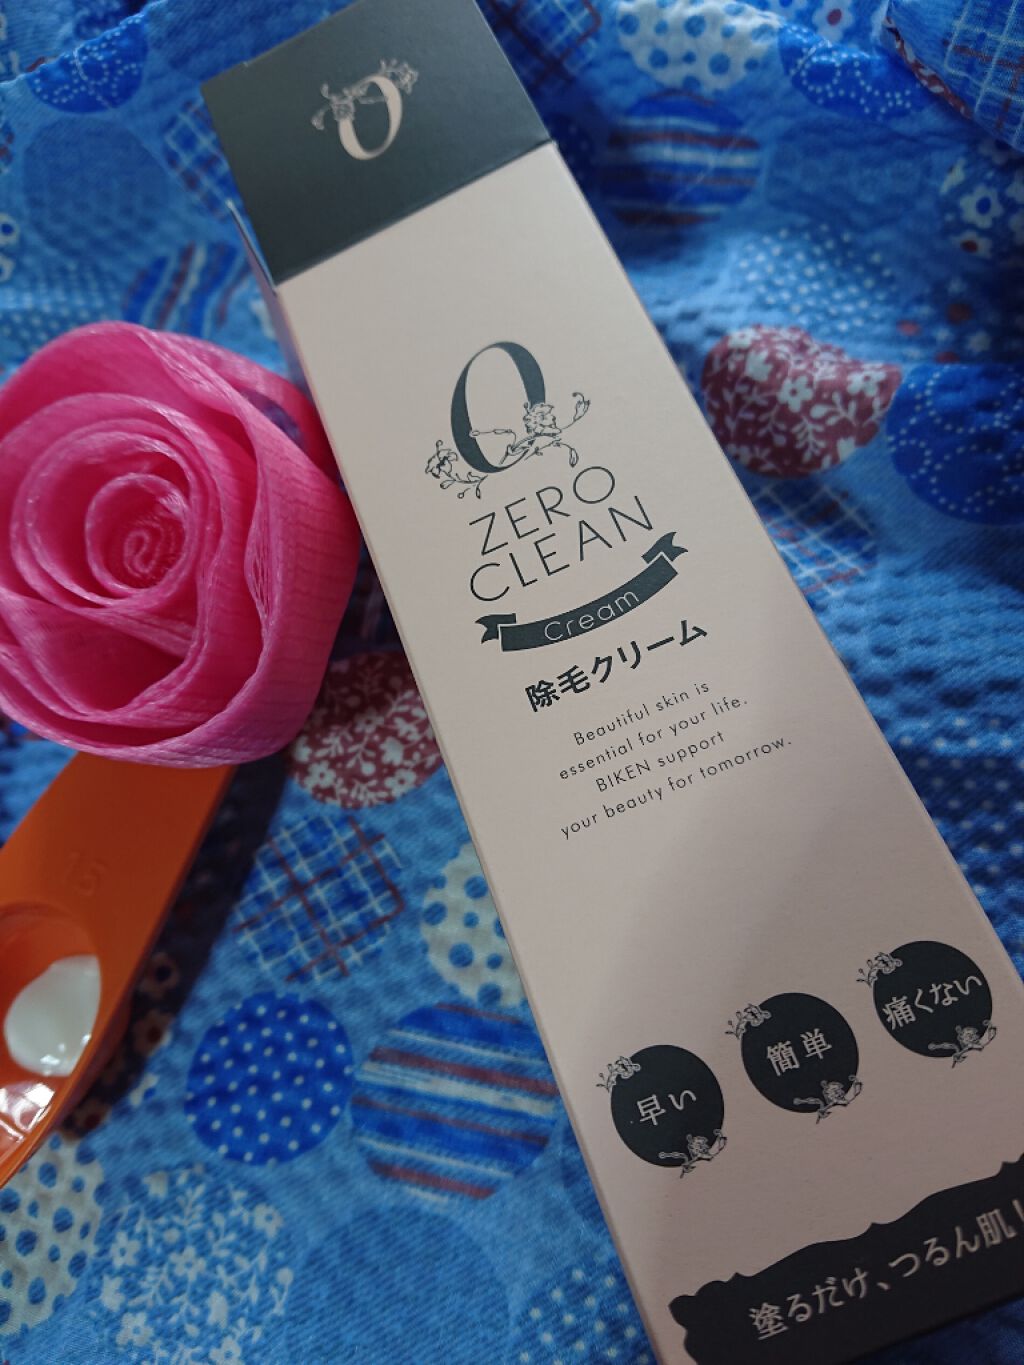 0
0
ZERO
CLEAN
Cream
除毛クリーム
Beautiful skin is
essential for your life.
BIKEN support
your beauty for tomorrow.
早い
簡単
痛くない
塗るだけ、つるん肌！
15